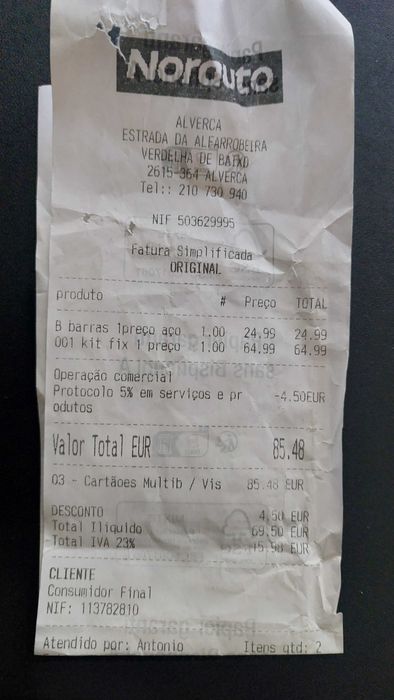 Norauto
ALVERCA
ESTRADA DA ALFARROBEIRA
VERDELHA DE BAIXO
2615-364 ALVERCA
Tel:: 210 730 940
NIF 503629995
Fatura Simplificada
ORIGINAL
produto # Preço TOTAL
B barras 1preço aço 1.00 24.99 24.99
001 kit fix 1 preço 1.00 64.99 64.99
Operação comercial
Protocolo 5% em serviços e pr -4.50EUR
odutos
Valor Total EUR 85.48
03 - Cartãoes Multib / Vis 85.48 EUR
DESCONTO 4.50 EUR
Total Iliquido 69.50 EUR
Total IVA 23% 15.98 EUR
CLIENTE
Consumidor Final
NIF: 113782810
Atendido por: Antonio Itens qtd: 2